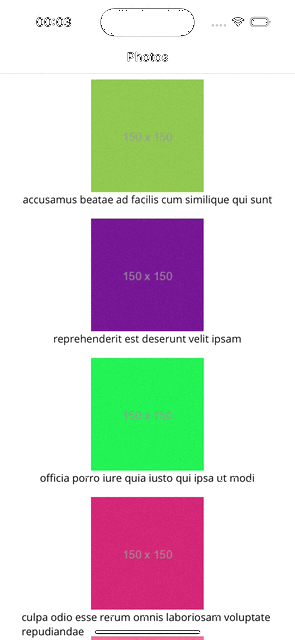 00:03
Photos
150 x 150
accusamus beatae ad facilis cum similique qui sunt
150 x 150
reprehenderit est deserunt velit ipsam
150 x 150
officia porro iure quia iusto qui ipsa ut modi
150 x 150
culpa odio esse rerum omnis laboriosam voluptate
repudiandae